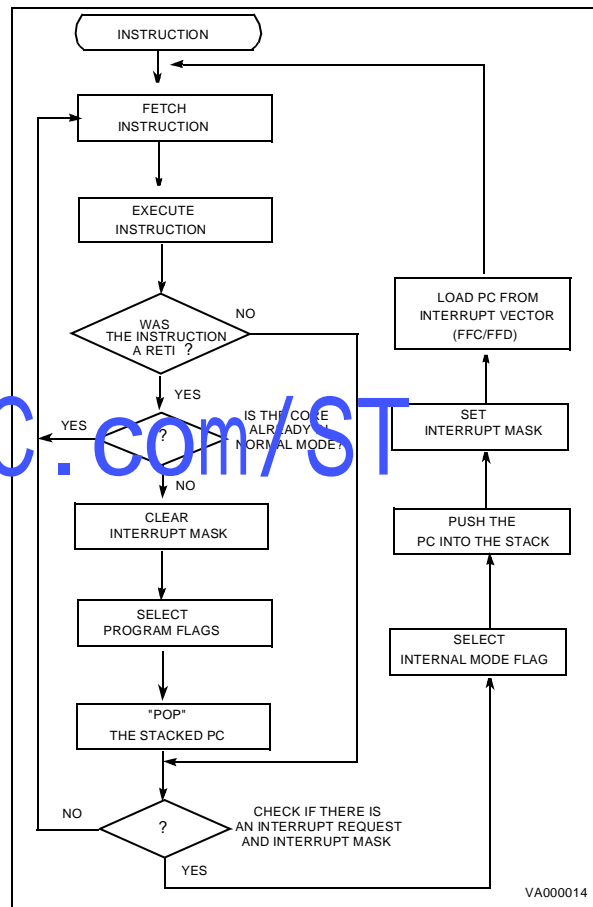 INSTRUCTION
FETCH
INSTRUCTION
EXECUTE
INSTRUCTION
WAS
THE INSTRUCTION
A RETI ?
NO
YES
?
IS THE CORE
ALREADY IN
NORMAL MODE?
YES
NO
CLEAR
INTERRUPT MASK
SELECT
PROGRAM FLAGS
"POP"
THE STACKED PC
?
CHECK IF THERE IS
AN INTERRUPT REQUEST
AND INTERRUPT MASK
NO
YES
SELECT
INTERNAL MODE FLAG
PUSH THE
PC INTO THE STACK
SET
INTERRUPT MASK
LOAD PC FROM
INTERRUPT VECTOR
(FFC/FFD)
C.com/ST
VA000014